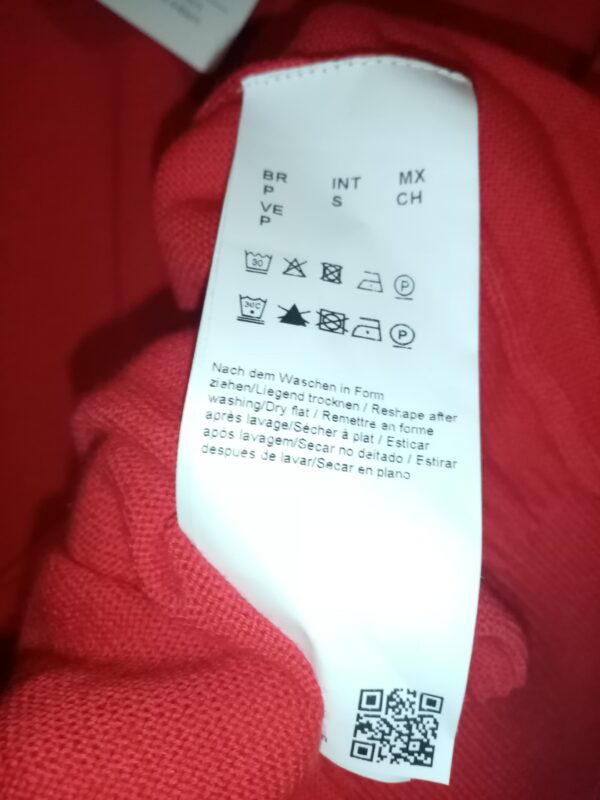 BR INT MX
P S CH
VE
P
30
P
30C
P
Nach dem Waschen in Form
ziehen/Liegend trocknen / Reshape after
washing/Dry flat / Remettre en forme
après lavage/Sécher à plat / Esticar
após lavagem/Secar no deitado / Estirar
despues de lavar/Secar en plano